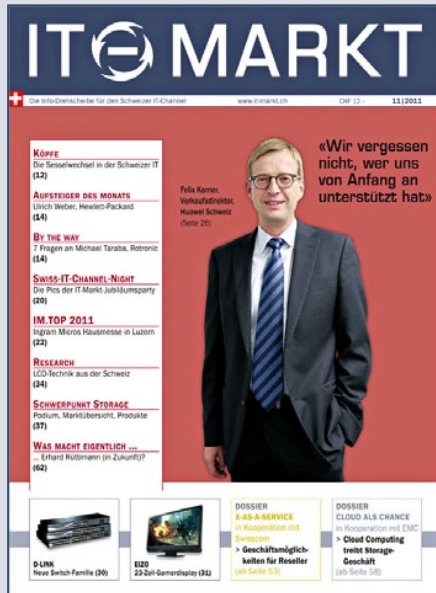 IT MARKT
Die Info-Drehscheibe für den Schweizer IT-Channel
www.it-markt.ch
CHF 12.–
11|2011
«Wir vergessen
nicht, wer uns
von Anfang an
unterstützt hat»
Felix Kamer,
Verkaufsdirektor,
Huawei Schweiz
(Seite 26)
KÖPFE
Die Sesselwechsel in der Schweizer IT
(12)
AUFSTEIGER DES MONATS
Ulrich Weber, Hewlett-Packard
(14)
BY THE WAY
7 Fragen an Michael Taraba, Rotronic
(14)
SWISS-IT-CHANNEL-NIGHT
Die Pics der IT-Markt-Jubiläumsparty
(20)
IM.TOP 2011
Ingram Micros Hausmesse in Luzern
(22)
RESEARCH
LCD-Technik aus der Schweiz
(34)
SCHWERPUNKT STORAGE
Podium, Marktübersicht, Produkte
(37)
WAS MACHT EIGENTLICH ...
... Erhard Rüttimann (in Zukunft)?
(62)
D-LINK
Neue Switch-Familie (30)
EIZO
23-Zoll-Gamerdisplay (31)
DOSSIER
X-AS-A-SERVICE
in Kooperation mit
Swisscom
> Geschäftsmöglich-
keiten für Reseller
(ab Seite 53)
DOSSIER
CLOUD ALS CHANCE
in Kooperation mit EMC
> Cloud Computing
treibt Storage-
Geschäft
(ab Seite 58)